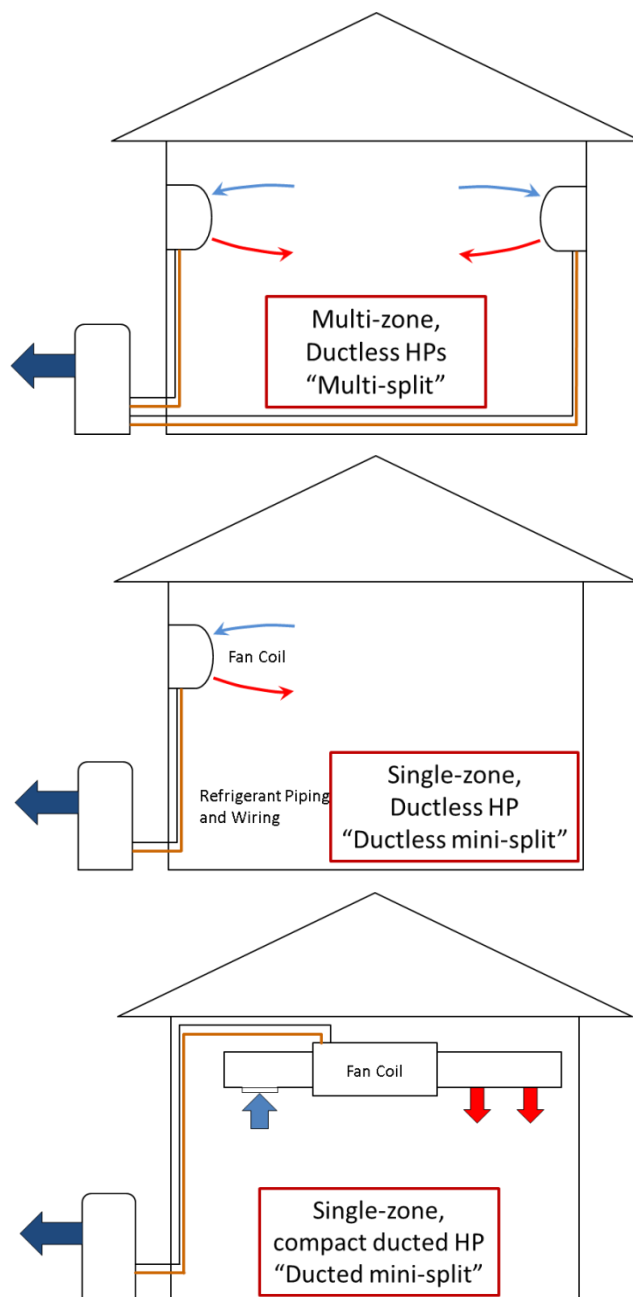 Multi-zone,
Ductless HPs
“Multi-split”
Fan Coil
Refrigerant Piping
and Wiring
Single-zone,
Ductless HP
“Ductless mini-split”
Fan Coil
Single-zone,
compact ducted HP
“Ducted mini-split”